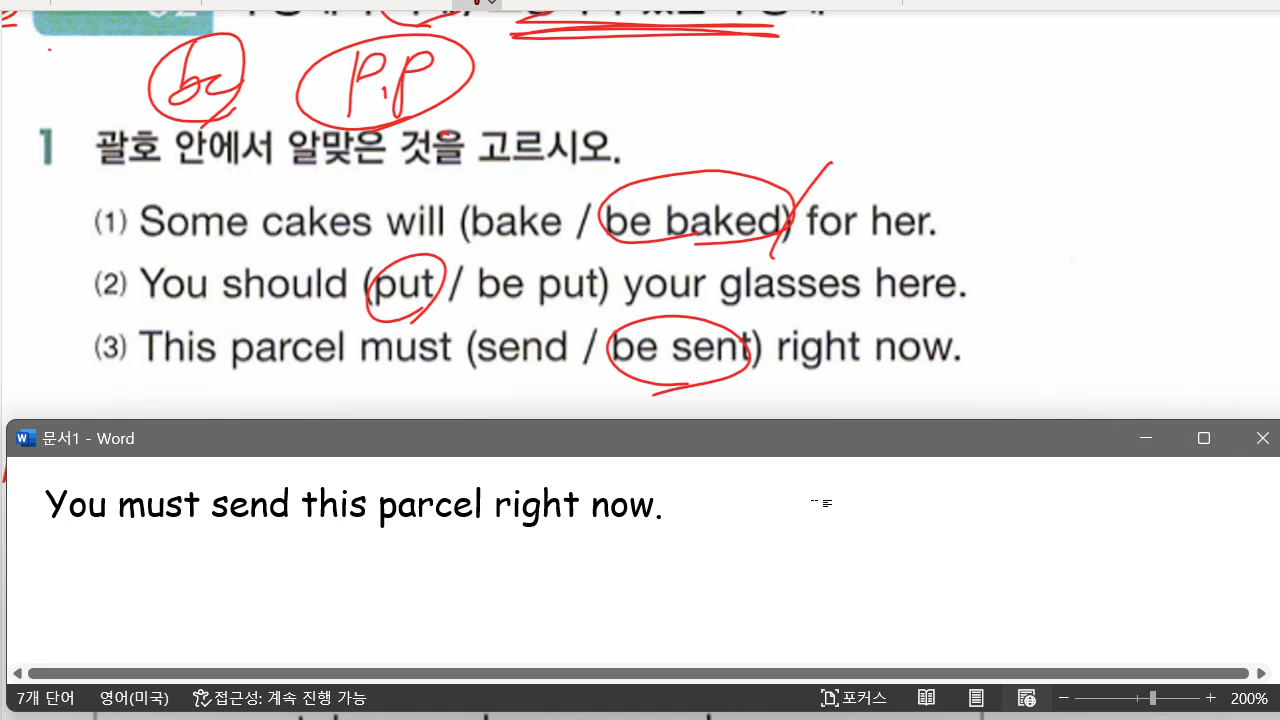 be P.P
1 괄호 안에서 알맞은 것을 고르시오.
(1) Some cakes will (bake / be baked) for her.
(2) You should (put / be put) your glasses here.
(3) This parcel must (send / be sent) right now.
문서1 - Word
You must send this parcel right now.
7개 단어 영어(미국) 접근성: 계속 진행 가능 포커스 200%